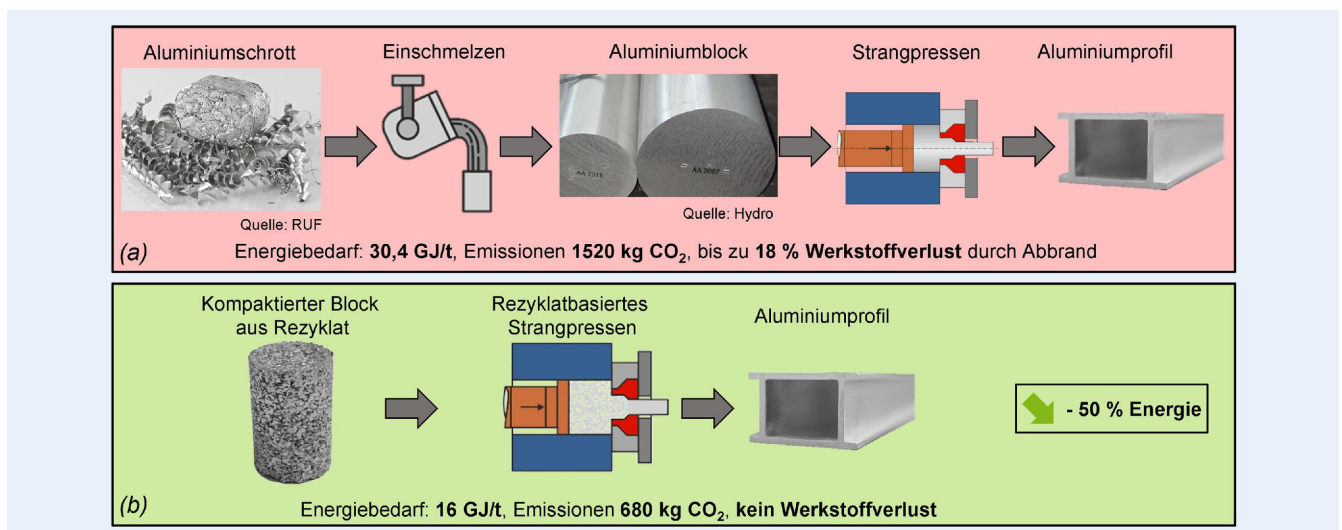 Aluminiumschrott
Einschmelzen
Aluminiumblock
Strangpressen
Aluminiumprofil
AA 2007
Quelle: RUF
Quelle: Hydro
(a)
Energiebedarf: 30,4 GJ/t, Emissionen 1520 kg CO₂, bis zu 18 % Werkstoffverlust durch Abbrand
Kompaktierter Block
aus Rezyklat
Rezyklatbasiertes
Strangpressen
Aluminiumprofil
- 50 % Energie
(b)
Energiebedarf: 16 GJ/t, Emissionen 680 kg CO₂, kein Werkstoffverlust